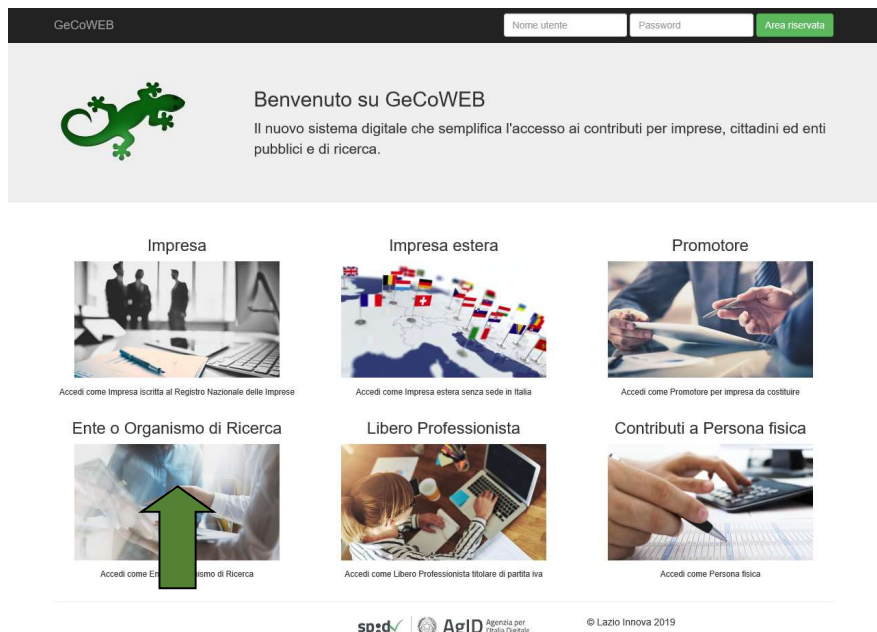 GeCoWEB
Nome utente
Password
Area riservata
Benvenuto su GeCoWEB
Il nuovo sistema digitale che semplifica l'accesso ai contributi per imprese, cittadini ed enti
pubblici e di ricerca.
Impresa
Impresa estera
Promotore
Accedi come Impresa iscritta al Registro Nazionale delle Imprese
Accedi come Impresa estera senza sede in Italia
Accedi come Promotore per impresa da costituire
Ente o Organismo di Ricerca
Libero Professionista
Contributi a Persona fisica
Accedi come di Ricerca
Accedi come Libero Professionista titolare di partita iva
Accedi come Persona fisica
spid
AgID Agenzia per
l'Italia Digitale
© Lazio Innova 2019